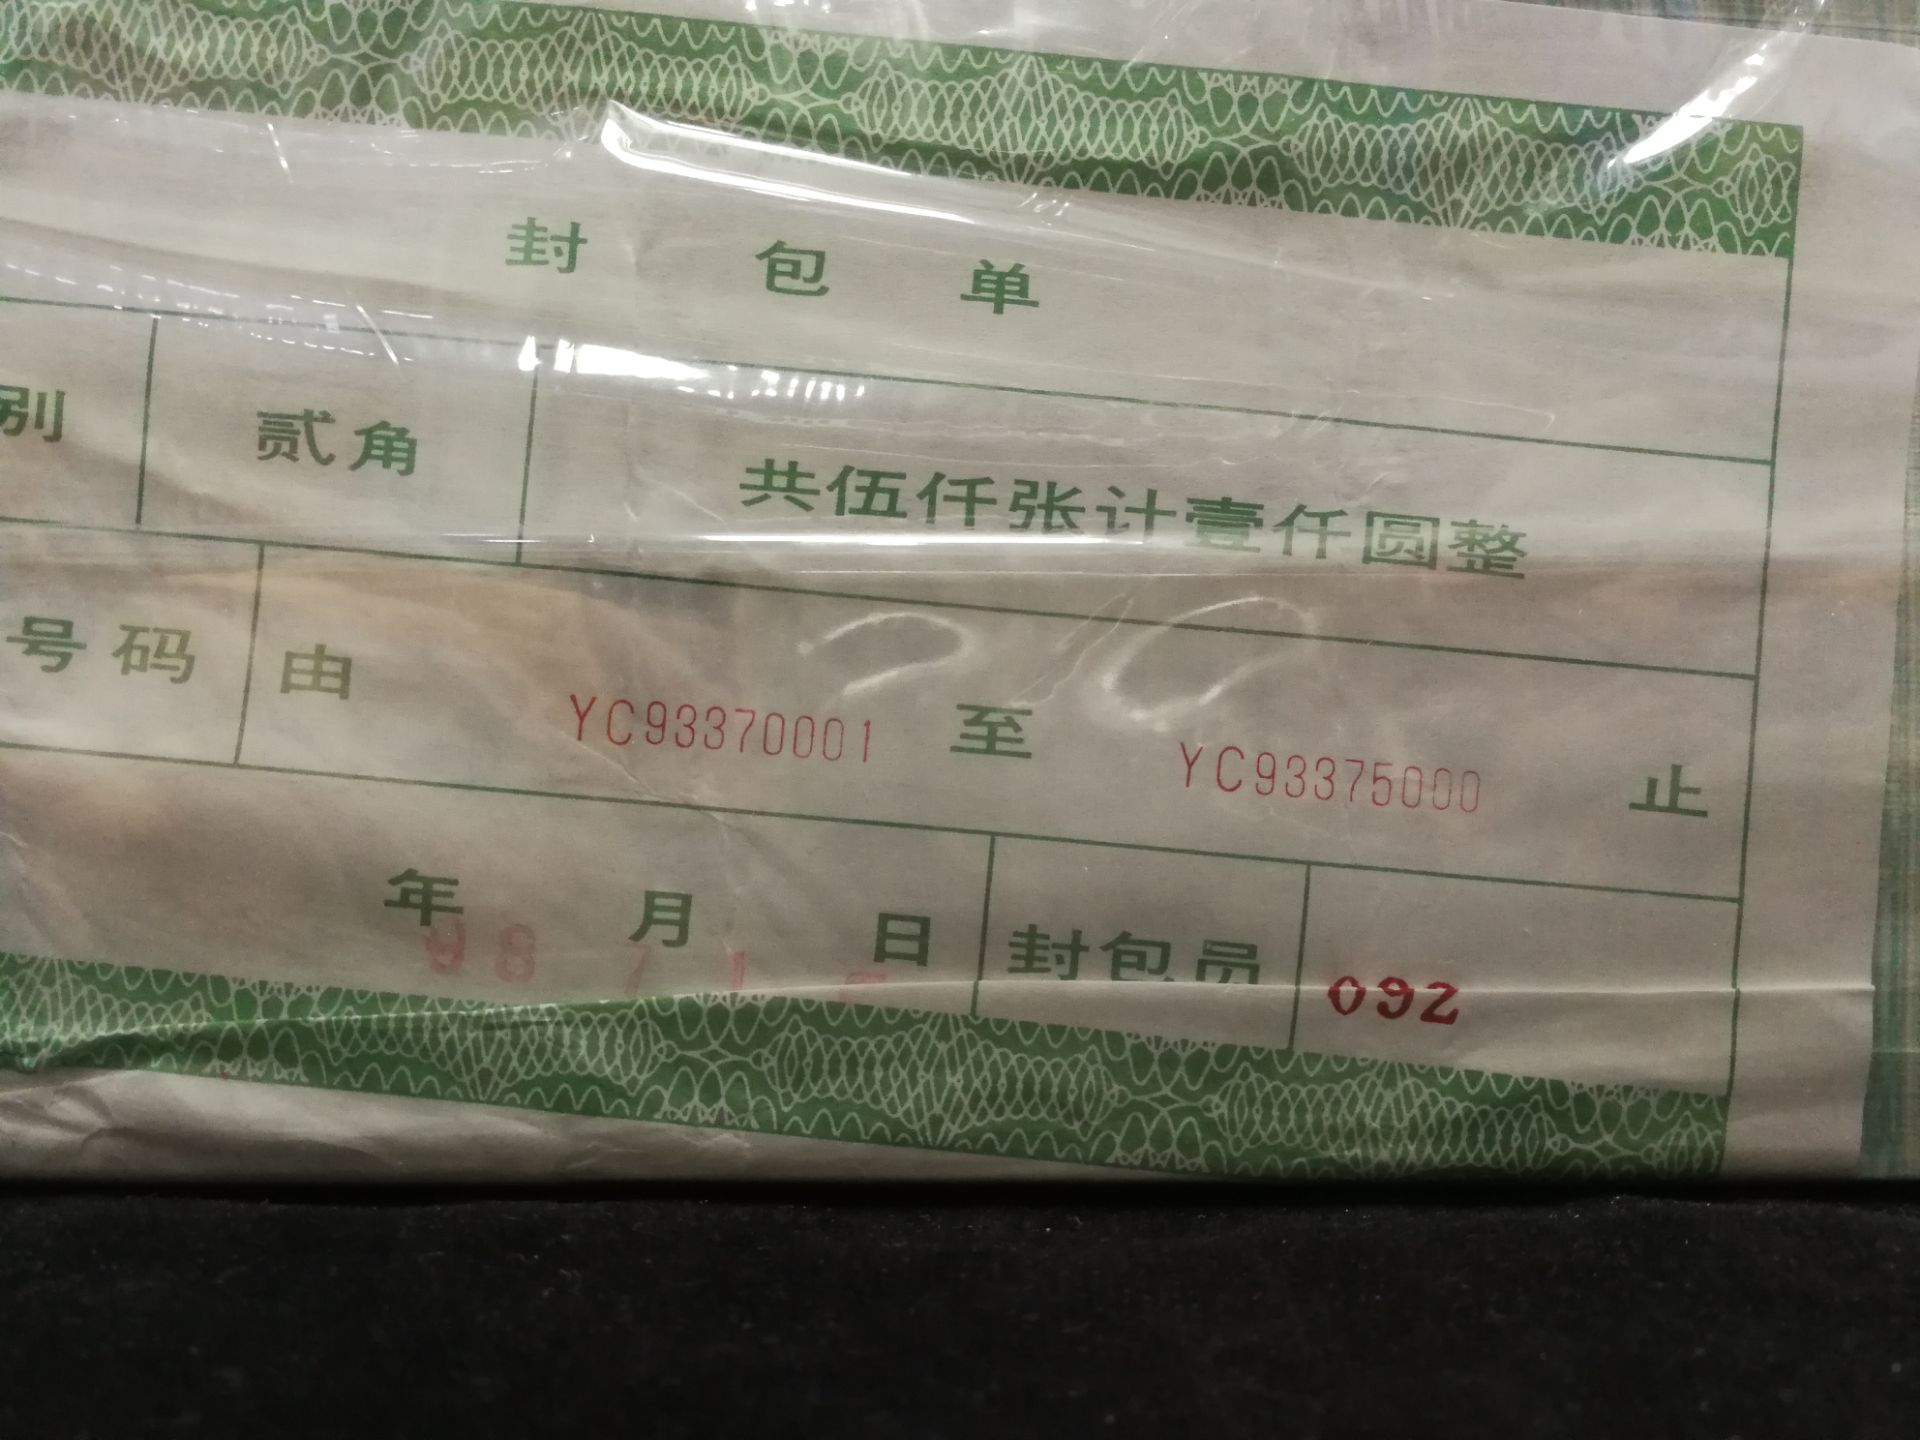 封包单
别 贰角 共伍仟张计壹仟圆整
号码 由 YC93370001 至 YC93375000 止
年 月 日 封包员 092
98